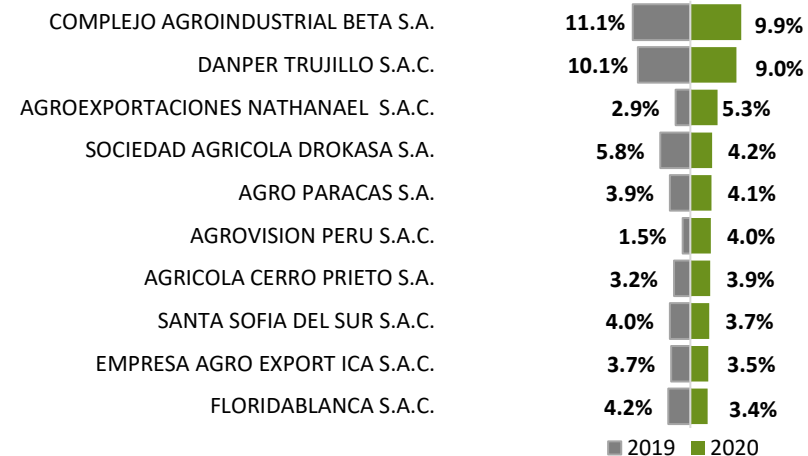 COMPLEJO AGROINDUSTRIAL BETA S.A. 11.1% 9.9%
DANPER TRUJILLO S.A.C. 10.1% 9.0%
AGROEXPORTACIONES NATHANAEL S.A.C. 2.9% 5.3%
SOCIEDAD AGRICOLA DROKASA S.A. 5.8% 4.2%
AGRO PARACAS S.A. 3.9% 4.1%
AGROVISION PERU S.A.C. 1.5% 4.0%
AGRICOLA CERRO PRIETO S.A. 3.2% 3.9%
SANTA SOFIA DEL SUR S.A.C. 4.0% 3.7%
EMPRESA AGRO EXPORT ICA S.A.C. 3.7% 3.5%
FLORIDABLANCA S.A.C. 4.2% 3.4%
2019 2020